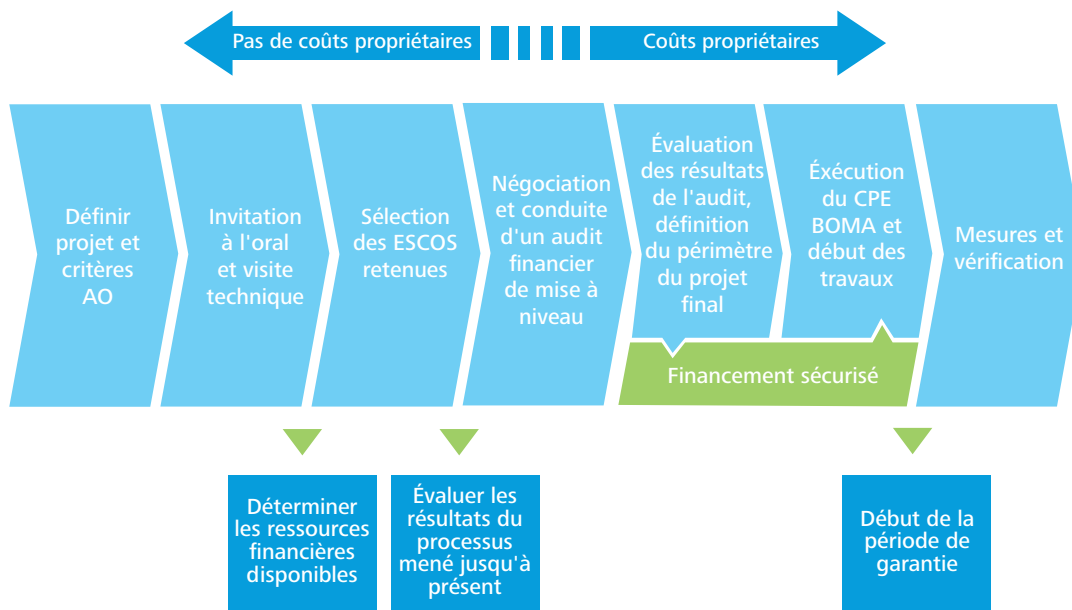 Pas de coûts propriétaires
Coûts propriétaires
Définir
projet et
critères
AO
Invitation
à l'oral
et visite
technique
Sélection
des ESCOS
retenues
Négociation
et conduite
d'un audit
financier
de mise à
niveau
Évaluation
des résultats
de l'audit,
définition
du périmètre
du projet
final
Éxécution
du CPE
BOMA et
début des
travaux
Mesures et
vérification
Financement sécurisé
Déterminer
les ressources
financières
disponibles
Évaluer les
résultats du
processus
mené jusqu'à
présent
Début de la
période de
garantie